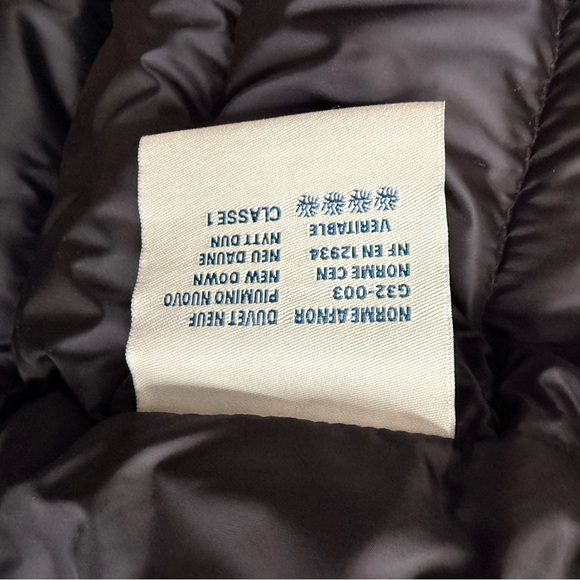 NORME AFNOR
G32-003
NORME CEN
NF EN 12934
VERITABLE
DUVET NEUF
PIUMINO NUOVO
NEW DOWN
NEU DAUNE
NYTT DUN
CLASSE 1